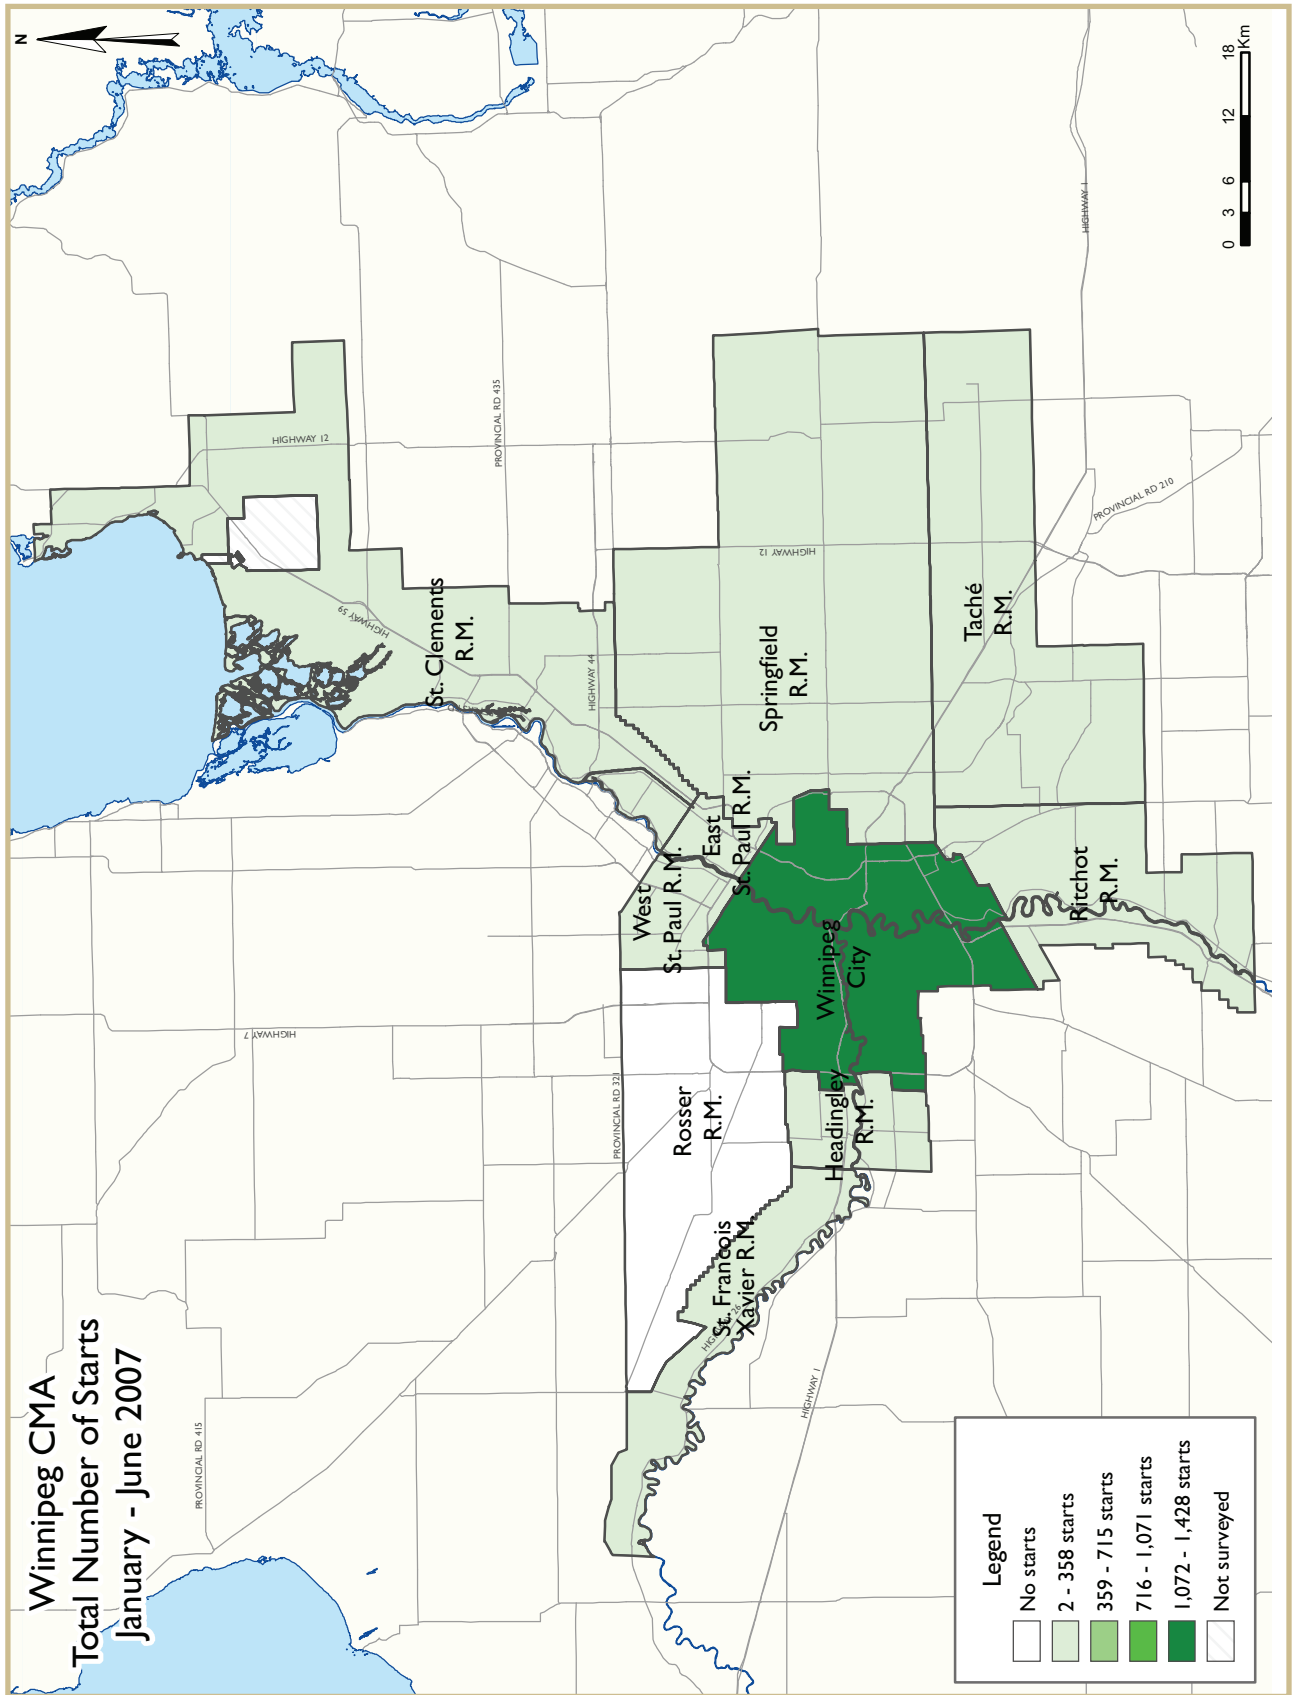 Winnipeg CMA
Total Number of Starts
January - June 2007
N
HIGHWAY 12
PROVINCIAL RD 435
HIGHWAY 59
St. Clements
R.M.
HIGHWAY 44
HIGHWAY 7
PROVINCIAL RD 415
PROVINCIAL RD 321
West
St. Paul R.M.
East
St. Paul R.M.
Springfield
R.M.
HIGHWAY 12
Rosser
R.M.
St. Francois
Xavier R.M.
Winnipeg
City
Headingley
R.M.
HIGHWAY 1
Taché
R.M.
Ritchot
R.M.
PROVINCIAL RD 210
HIGHWAY 1
Legend
No starts
2 - 358 starts
359 - 715 starts
716 - 1,071 starts
1,072 - 1,428 starts
Not surveyed
0 3 6 12 18
Km